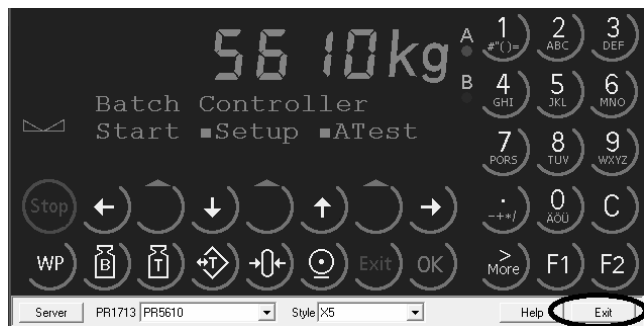 5610kg
A
B
Batch Controller
Start ■Setup ■ATest
1 #"()= 2 ABC 3 DEF
4 GHI 5 JKL 6 MNO
7 PQRS 8 TUV 9 WXYZ
Stop . -+*/ 0 ÄÖÜ C
WP B T T 0 Exit OK > More F1 F2
Server PR1713 PR5610 Style X5 Help Exit